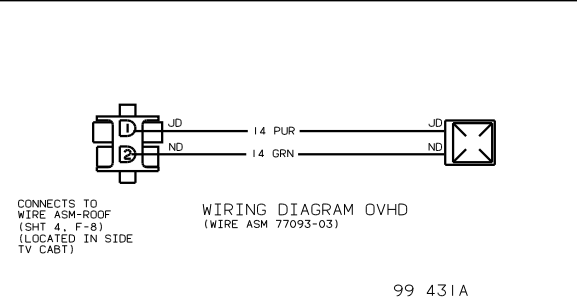 JD
14 PUR
JD
1
ND
14 GRN
ND
2
CONNECTS TO
WIRE ASM-ROOF
(SHT 4, F-8)
(LOCATED IN SIDE
TV CABT)
WIRING DIAGRAM OVHD
(WIRE ASM 77093-03)
99 431A